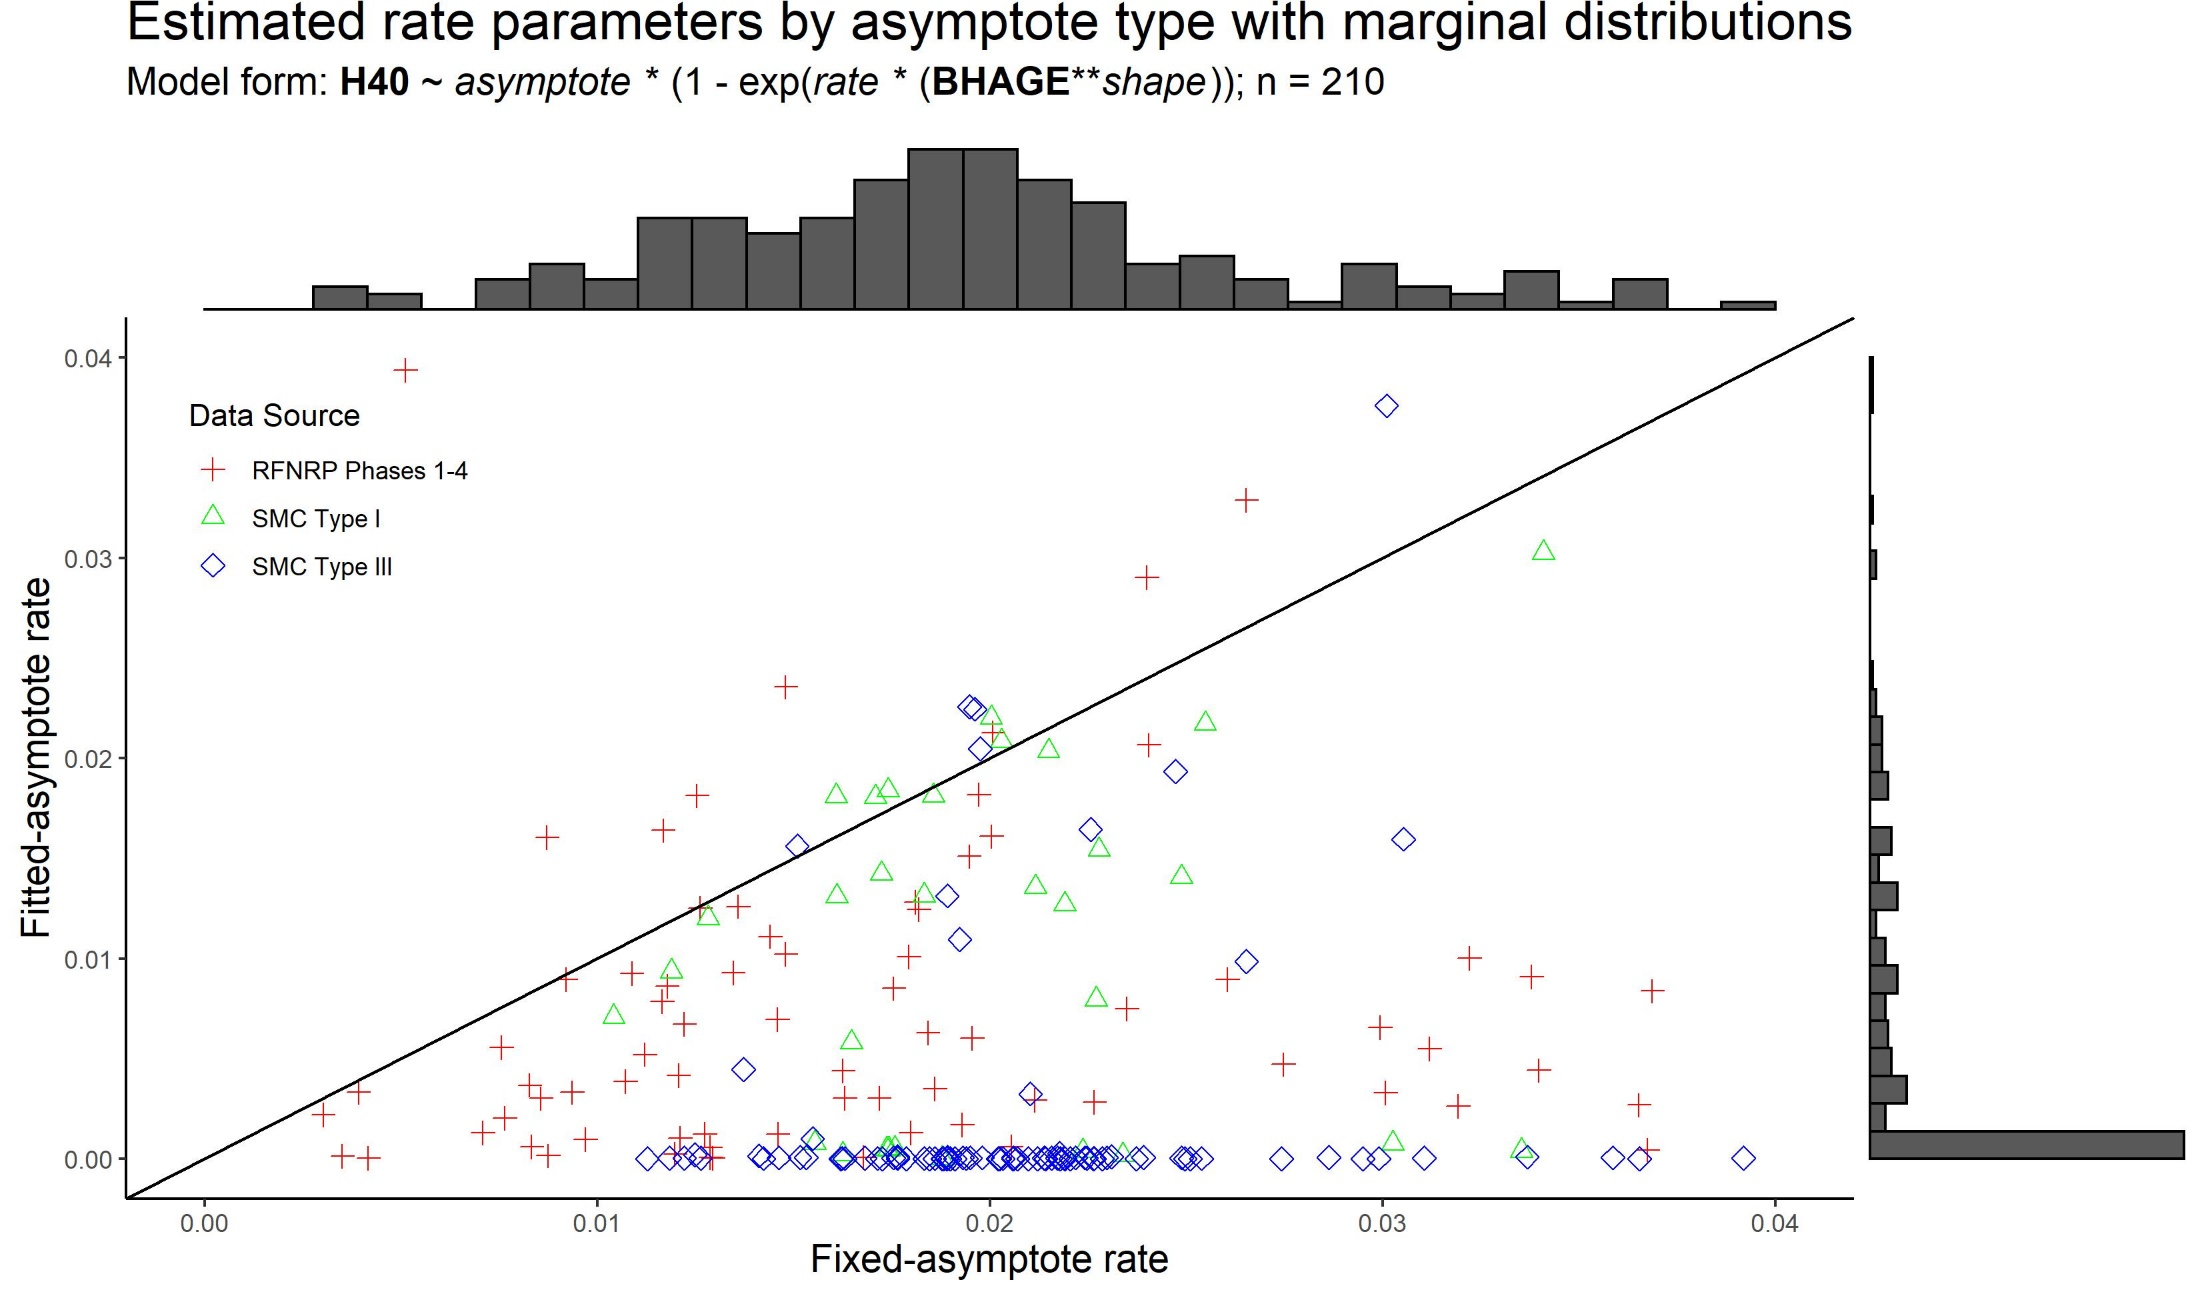 Estimated rate parameters by asymptote type with marginal distributions
Model form: H40 ~ asymptote * (1 - exp(rate * (BHAGE**shape)); n = 210
0.04
Data Source
RFNRP Phases 1-4
SMC Type I
SMC Type III
0.03
0.02
0.01
0.00
Fitted-asymptote rate
0.00 0.01 0.02 0.03 0.04
Fixed-asymptote rate